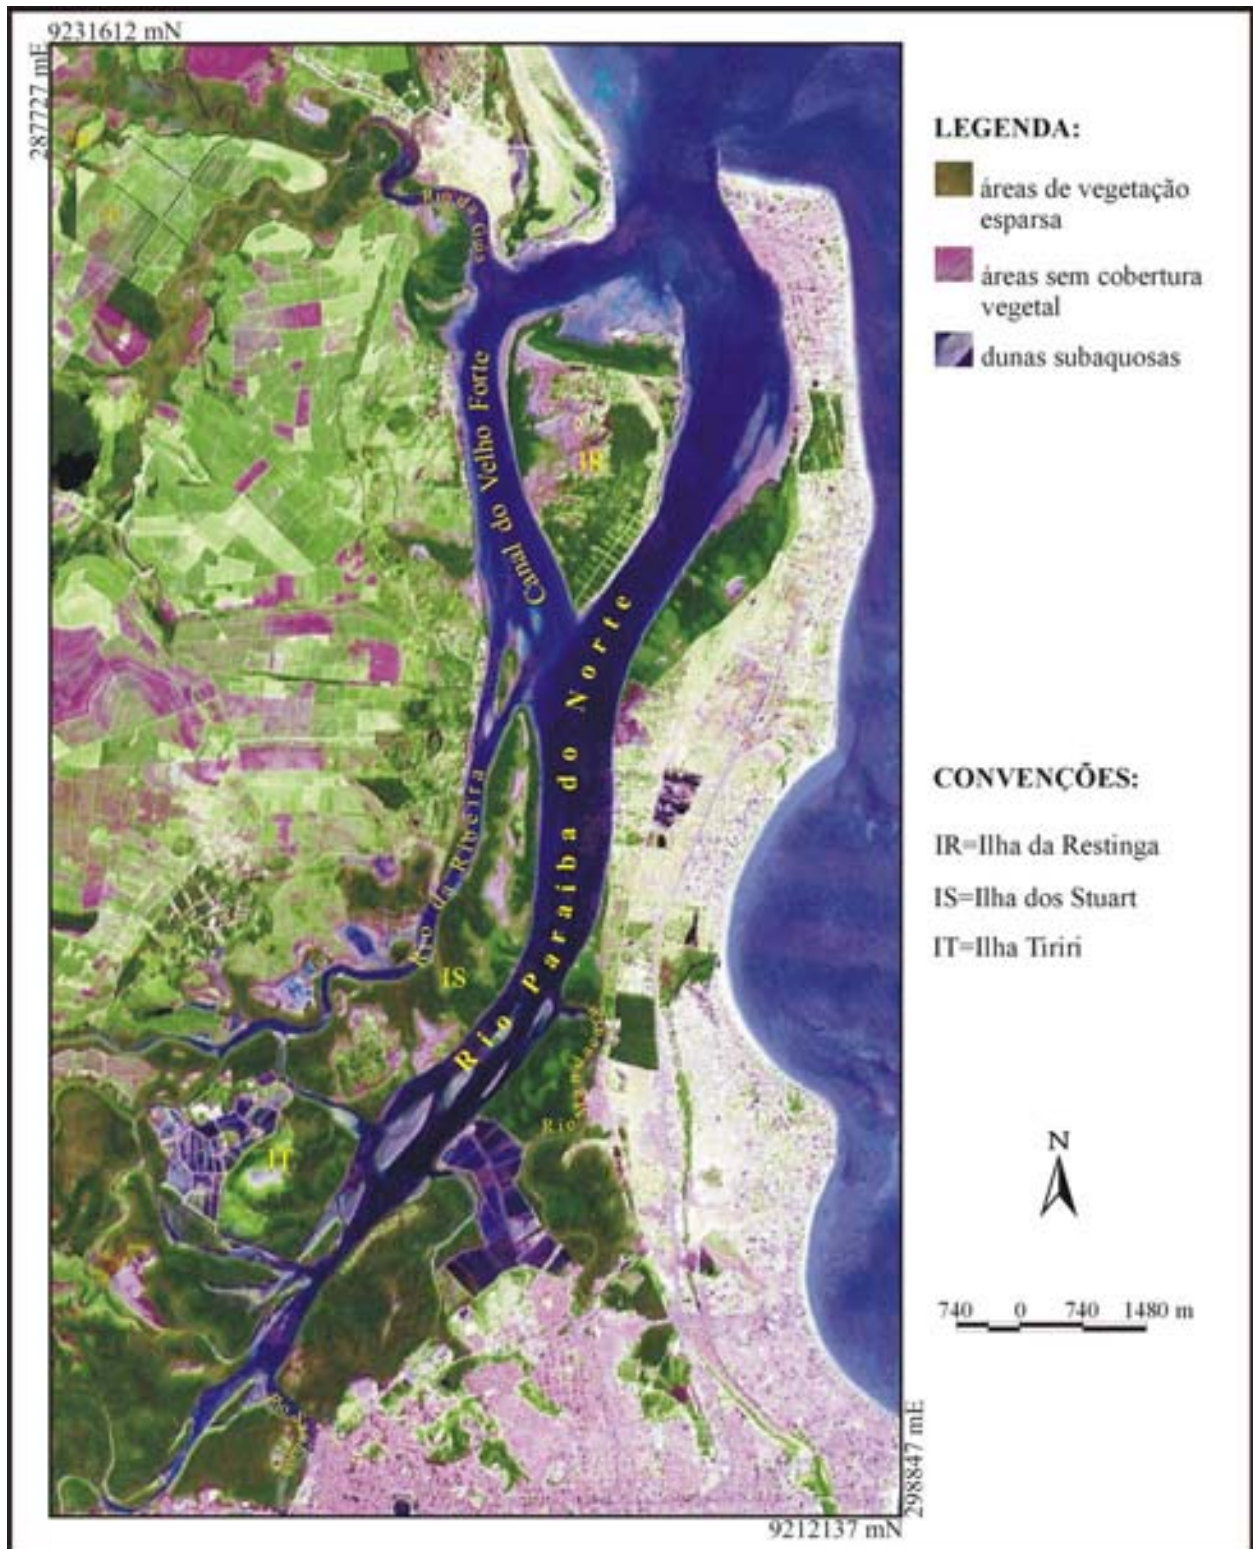 9231612 mN
287727 mE
LEGENDA:
áreas de vegetação
esparsa
áreas sem cobertura
vegetal
dunas subaquosas
Canal do Velho Forte
IR
Rio Paraíba do Norte
Rio da Ribeira
IS
Rio
IT
CONVENÇÕES:
IR=Ilha da Restinga
IS=Ilha dos Stuart
IT=Ilha Tiriri
N
740 0 740 1480 m
298847 mE
9212137 mN